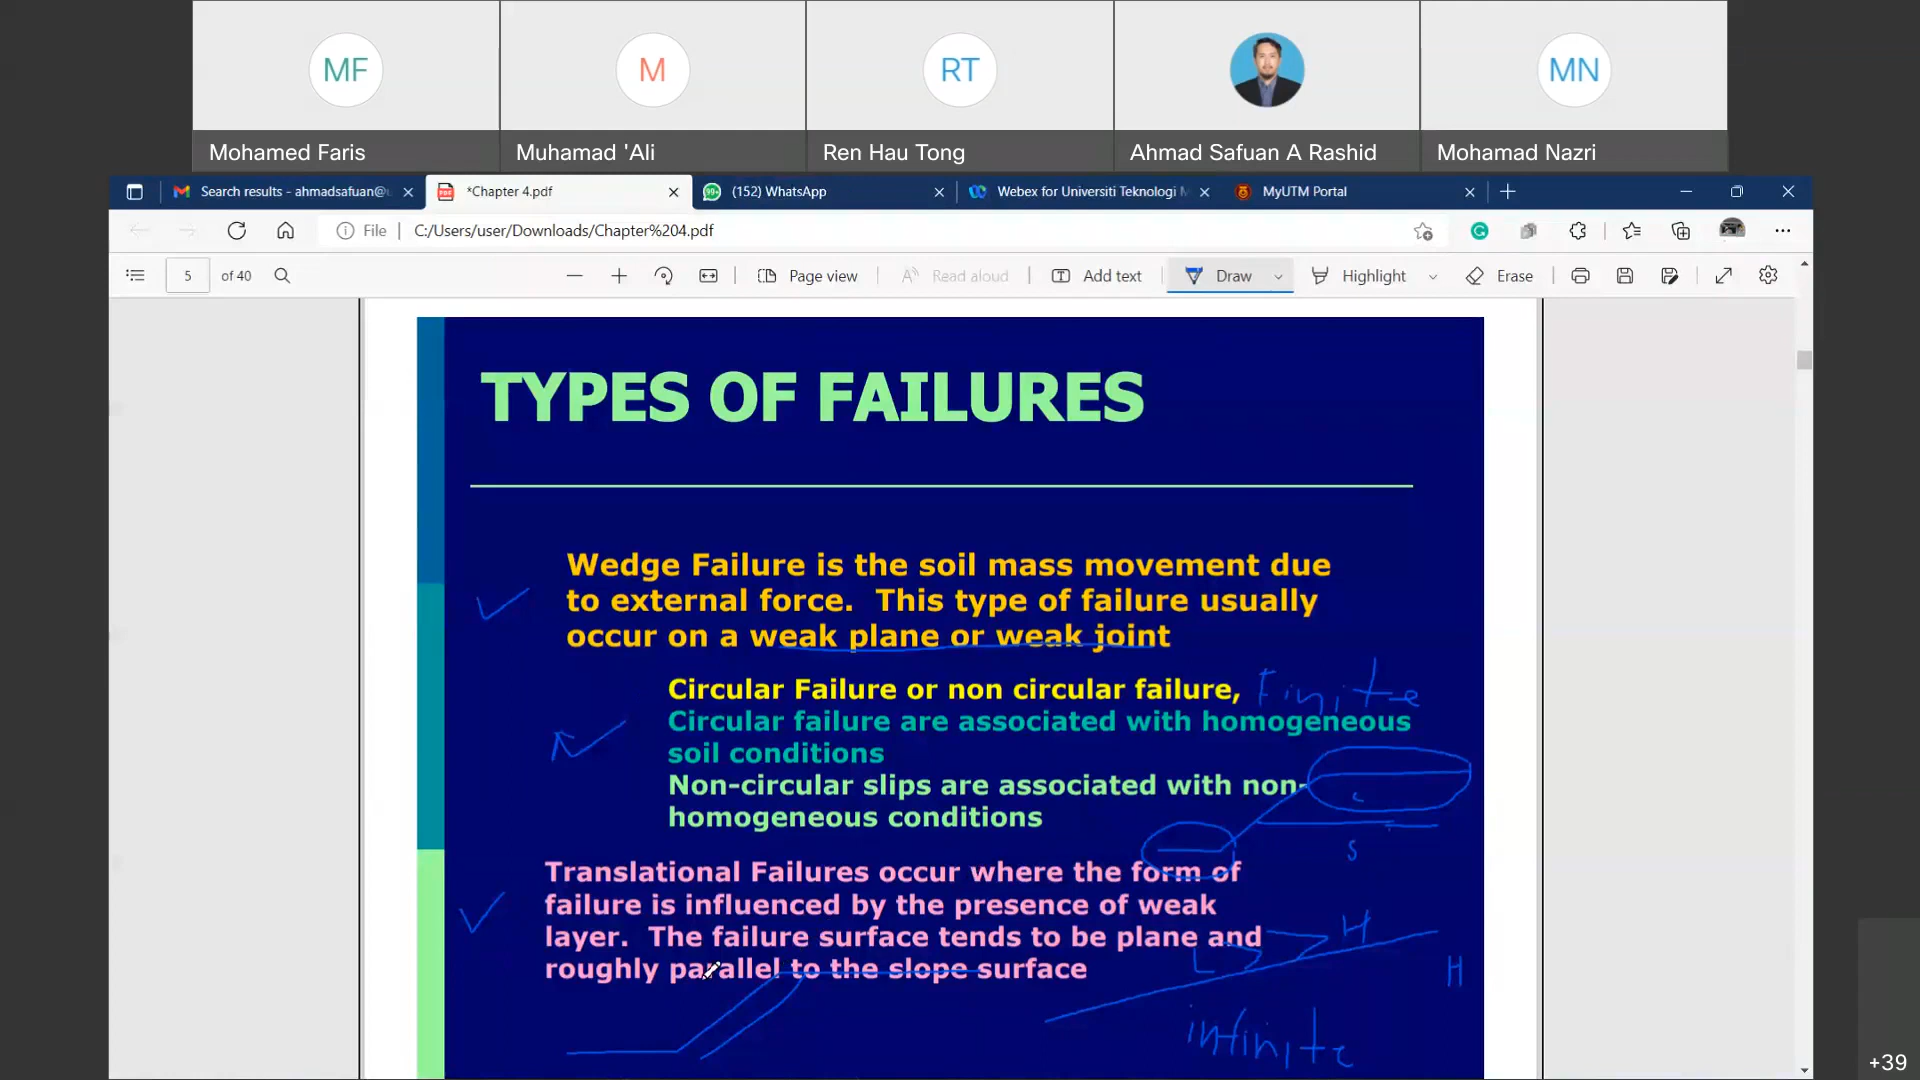 MF
M
RT
MN
Mohamed Faris
Muhamad 'Ali
Ren Hau Tong
Ahmad Safuan A Rashid
Mohamad Nazri
Search results - ahmadsafuan@
*Chapter 4.pdf
99+
(152) WhatsApp
Webex for Universiti Teknologi M
MyUTM Portal
File
C:/Users/user/Downloads/Chapter%204.pdf
5 of 40
Page view
Read aloud
Add text
Draw
Highlight
Erase
TYPES OF FAILURES
Wedge Failure is the soil mass movement due
to external force. This type of failure usually
occur on a weak plane or weak joint
Circular Failure or non circular failure, Finite
Circular failure are associated with homogeneous
soil conditions
Non-circular slips are associated with non-
homogeneous conditions
c
s
Translational Failures occur where the form of
failure is influenced by the presence of weak
layer. The failure surface tends to be plane and
roughly parallel to the slope surface
L > > H
H
infinite
+39